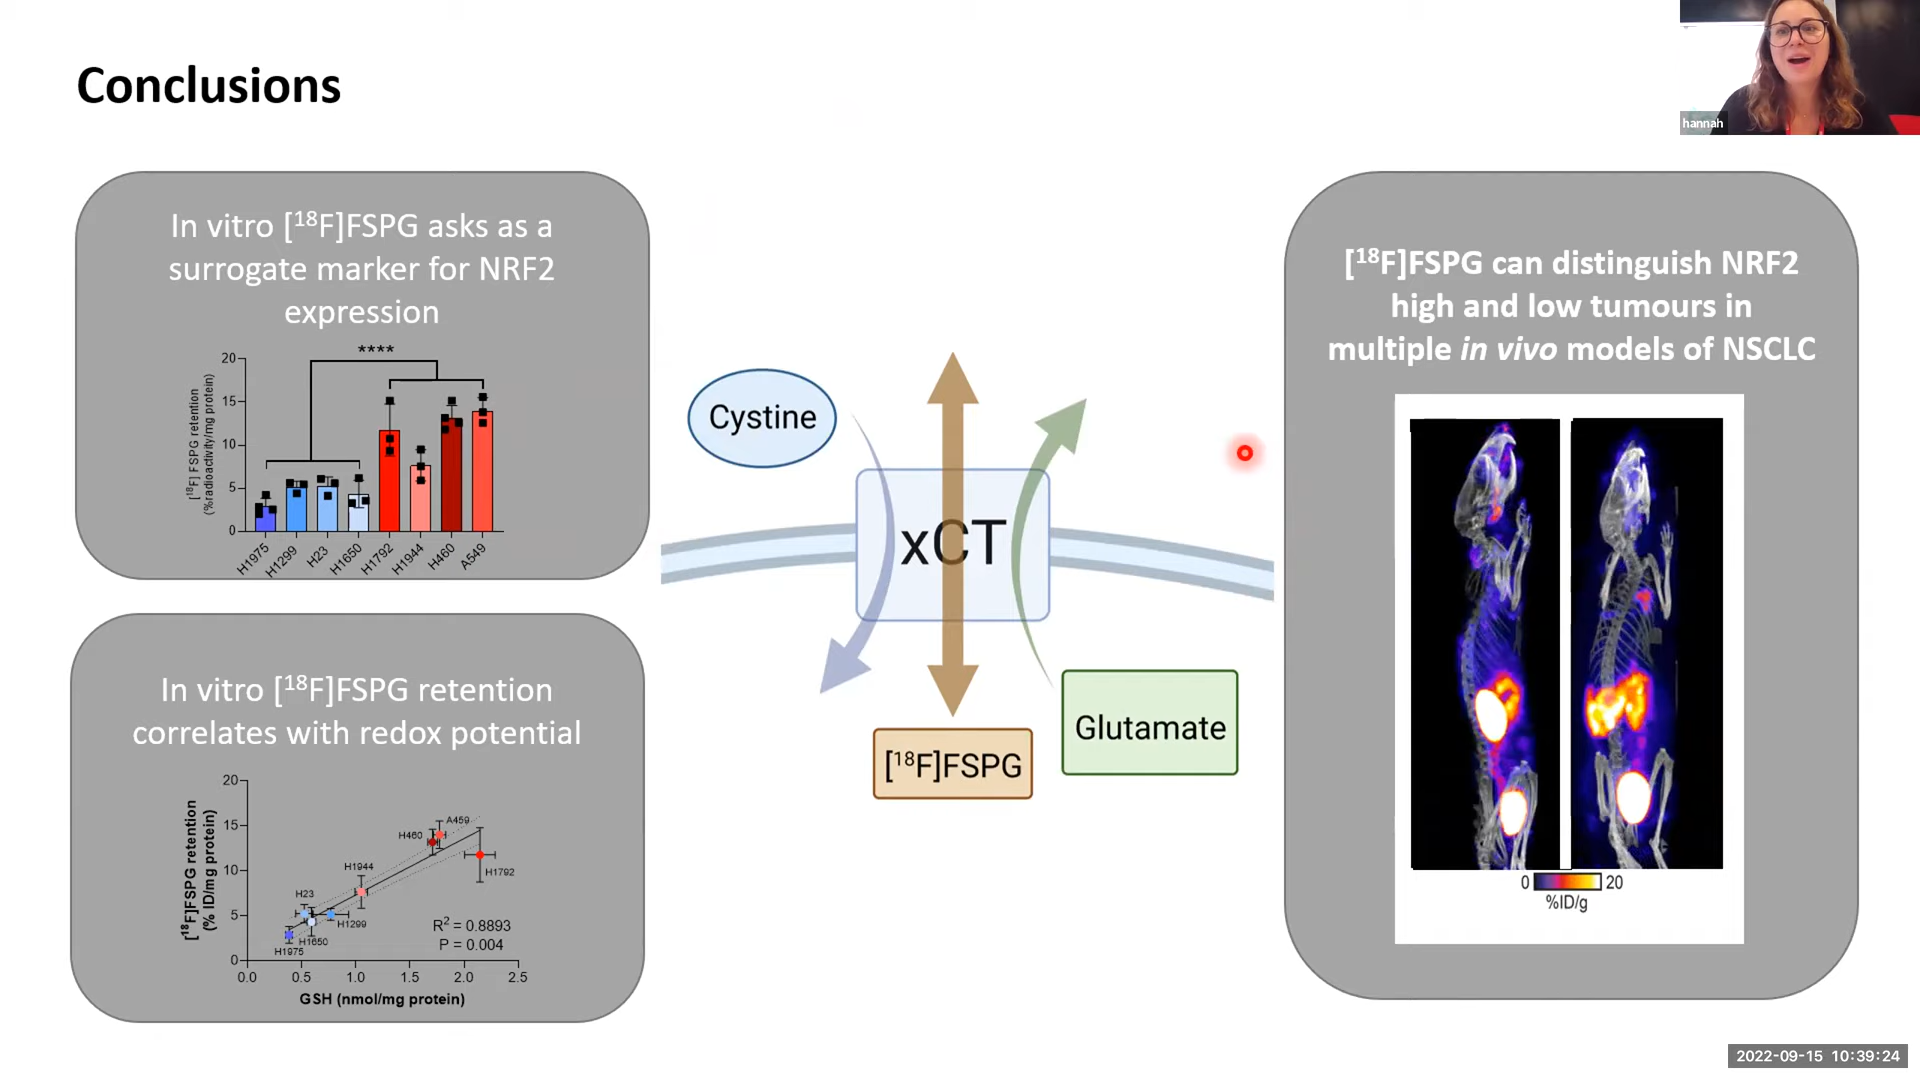 Conclusions
hannah
In vitro [18F]FSPG asks as a
surrogate marker for NRF2
expression
****
20
15
10
5
0
[18F] FSPG retention
(%radioactivity/mg protein)
H1975
H1299
H23
H1650
H1792
H1944
H460
A549
In vitro [18F]FSPG retention
correlates with redox potential
20
15
10
5
0
[18F]FSPG retention
(% ID/mg protein)
A459
H460
H1792
H1944
H23
H1299
H1650
H1975
R2 = 0.8893
P = 0.004
0.0 0.5 1.0 1.5 2.0 2.5
GSH (nmol/mg protein)
Cystine
xCT
Glutamate
[18F]FSPG
[18F]FSPG can distinguish NRF2
high and low tumours in
multiple in vivo models of NSCLC
0 20
%ID/g
2022-09-15 10:39:24